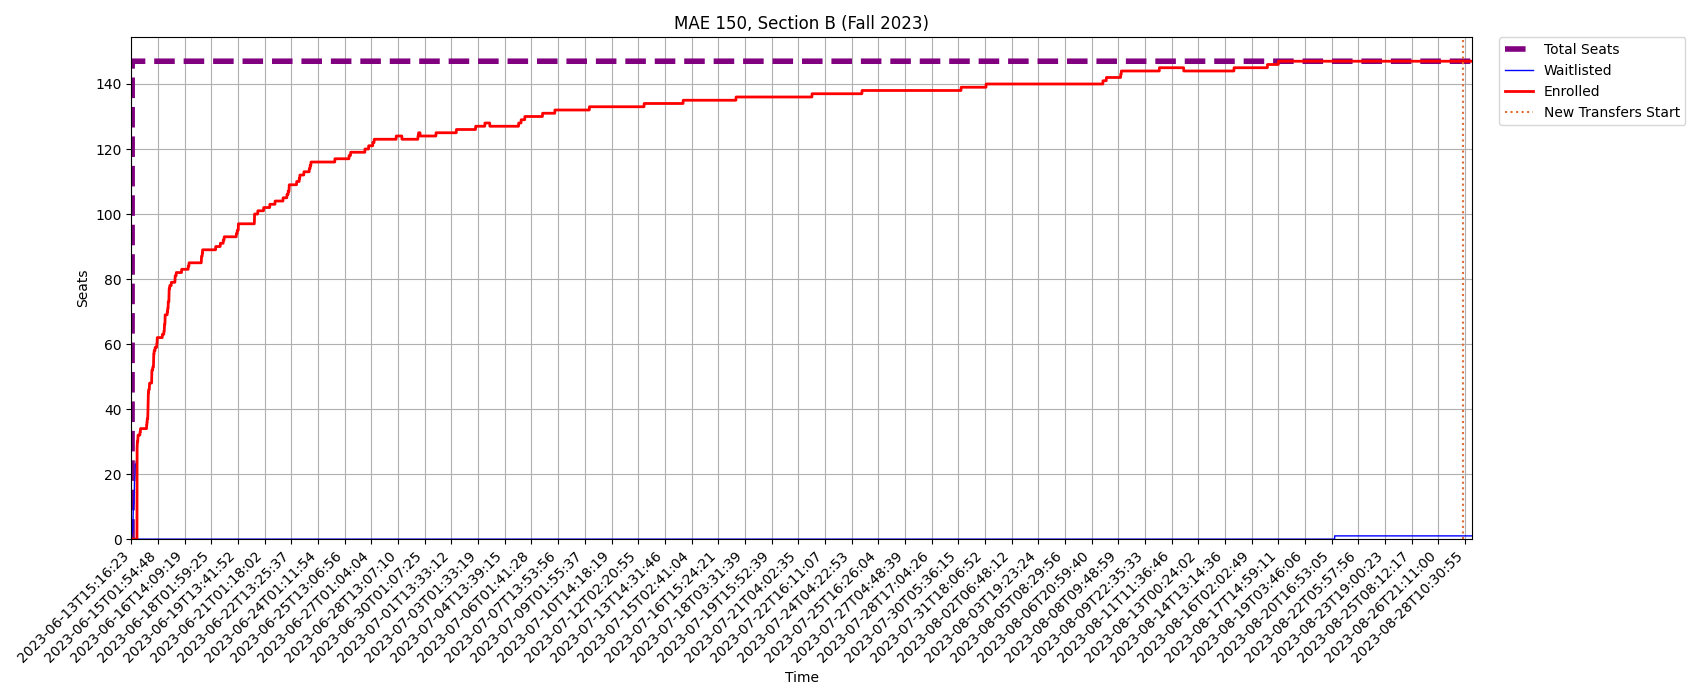 MAE 150, Section B (Fall 2023)
Total Seats
Waitlisted
Enrolled
New Transfers Start
Seats
140
120
100
80
60
40
20
0
2023-06-13T15:16:23
2023-06-15T01:54:48
2023-06-16T14:09:19
2023-06-18T01:59:25
2023-06-19T13:41:52
2023-06-21T01:18:02
2023-06-22T13:25:37
2023-06-24T01:11:54
2023-06-25T13:06:56
2023-06-27T01:04:04
2023-06-28T13:07:10
2023-06-30T01:07:25
2023-07-01T13:33:12
2023-07-03T01:33:19
2023-07-04T13:39:15
2023-07-06T01:41:28
2023-07-07T13:53:56
2023-07-09T01:55:37
2023-07-10T14:18:19
2023-07-12T02:20:55
2023-07-13T14:31:46
2023-07-15T02:41:04
2023-07-16T15:24:21
2023-07-18T03:31:39
2023-07-19T15:52:39
2023-07-21T04:02:35
2023-07-22T16:11:07
2023-07-24T04:22:53
2023-07-25T16:26:04
2023-07-27T04:48:39
2023-07-28T17:04:26
2023-07-30T05:36:15
2023-07-31T18:06:52
2023-08-02T06:48:12
2023-08-03T19:23:24
2023-08-05T08:29:56
2023-08-06T20:59:40
2023-08-08T09:48:59
2023-08-09T22:35:33
2023-08-11T11:36:46
2023-08-13T00:24:02
2023-08-14T13:14:36
2023-08-16T02:02:49
2023-08-17T14:59:11
2023-08-19T03:46:06
2023-08-20T16:53:05
2023-08-22T05:57:56
2023-08-23T19:00:23
2023-08-25T08:12:17
2023-08-26T21:11:00
2023-08-28T10:30:55
Time